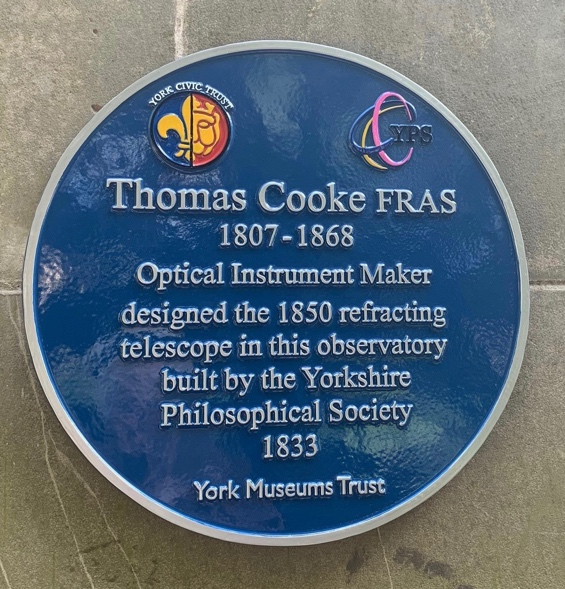 YORK CIVIC TRUST
YPS
Thomas Cooke FRAS
1807-1868
Optical Instrument Maker
designed the 1850 refracting
telescope in this observatory
built by the Yorkshire
Philosophical Society
1833
York Museums Trust